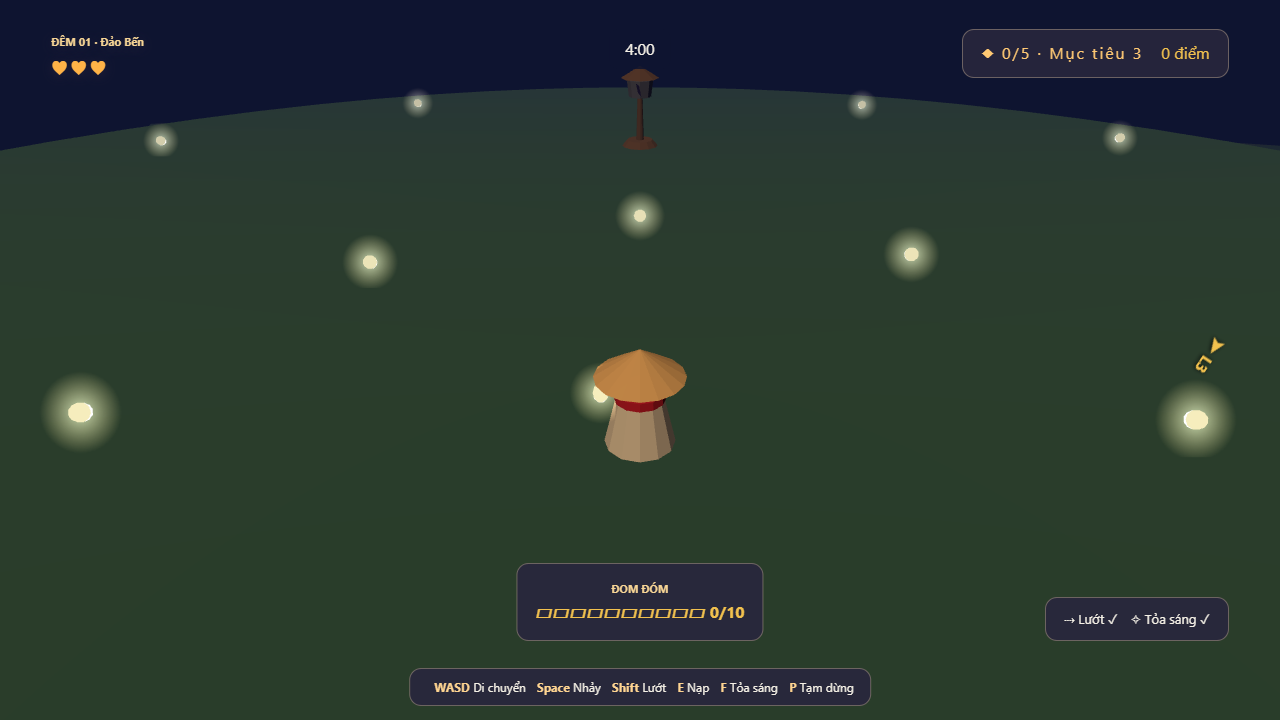 ĐÊM 01 · Đảo Bến
4:00
◆ 0/5 · Mục tiêu 3 0 điểm
L3
ĐOM ĐÓM
0/10
→ Lướt ✓ ✧ Tỏa sáng ✓
WASD Di chuyển Space Nhảy Shift Lướt E Nạp F Tỏa sáng P Tạm dừng